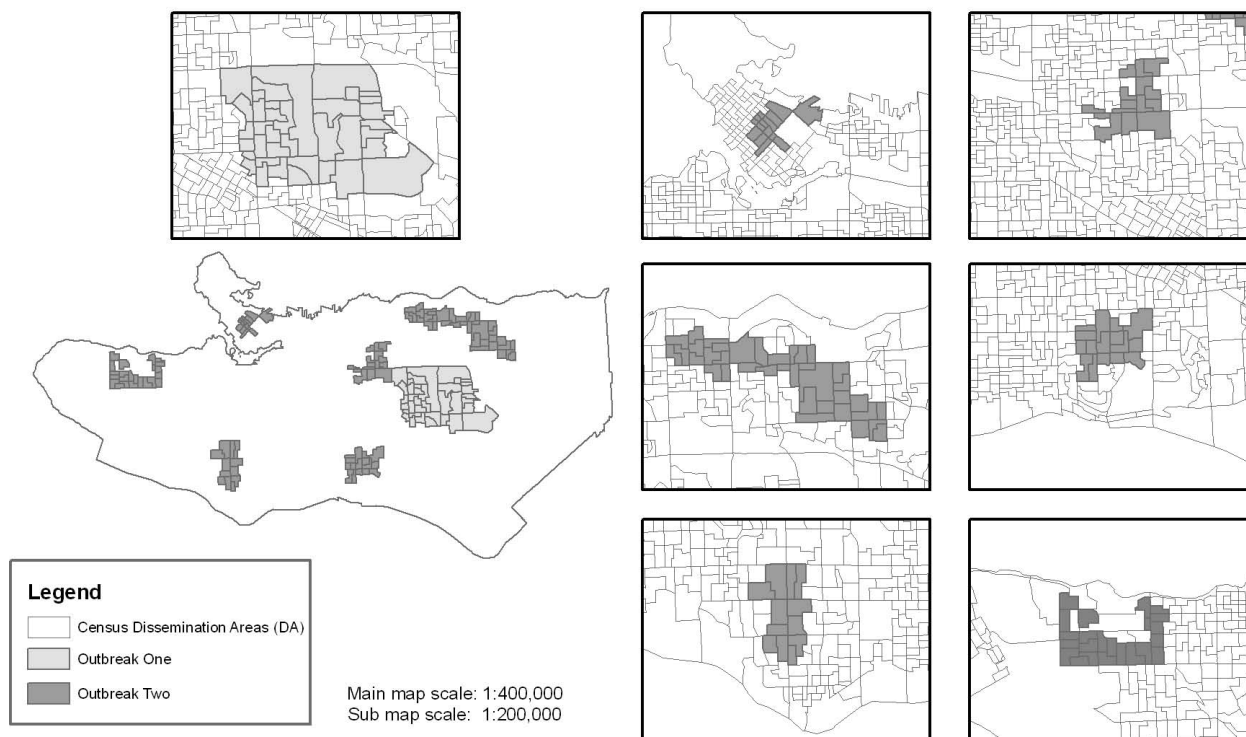 Legend
Census Dissemination Areas (DA)
Outbreak One
Outbreak Two
Main map scale: 1:400,000
Sub map scale: 1:200,000